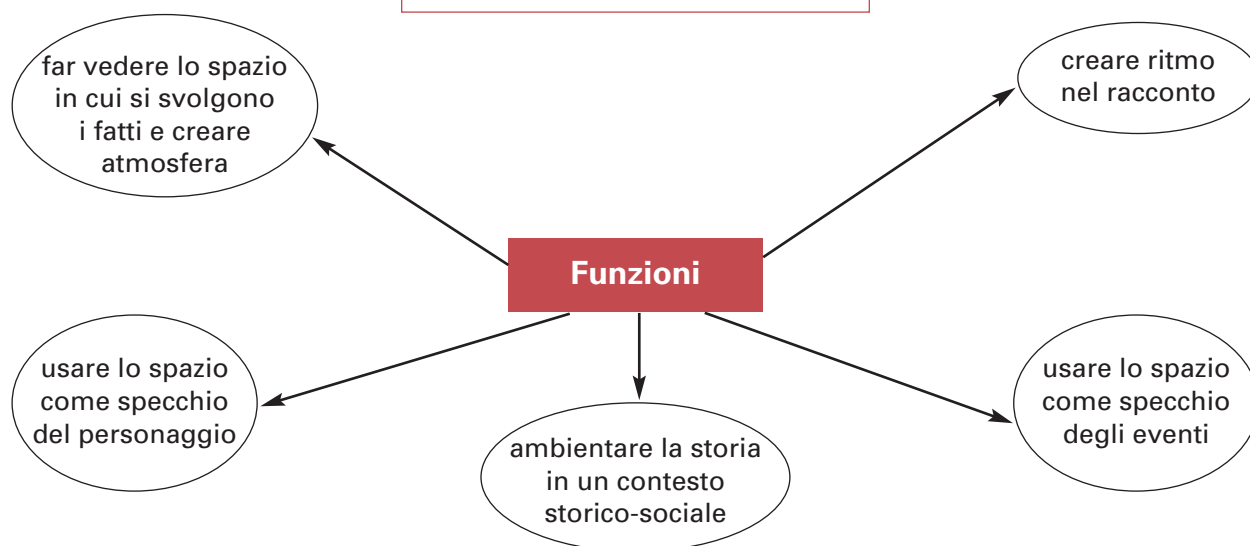 far vedere lo spazio
in cui si svolgono
i fatti e creare
atmosfera
creare ritmo
nel racconto
Funzioni
usare lo spazio
come specchio
del personaggio
ambientare la storia
in un contesto
storico-sociale
usare lo spazio
come specchio
degli eventi